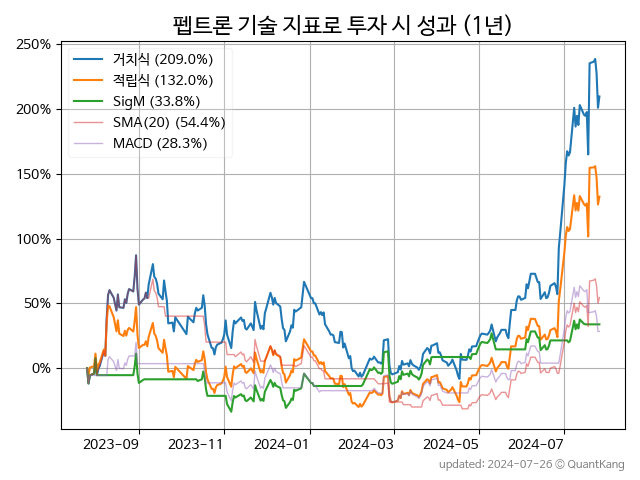 펩트론 기술 지표로 투자 시 성과 (1년)
250%
200%
150%
100%
50%
0%
거치식 (209.0%)
적립식 (132.0%)
SigM (33.8%)
SMA(20) (54.4%)
MACD (28.3%)
2023-09 2023-11 2024-01 2024-03 2024-05 2024-07
updated: 2024-07-26 © QuantKang